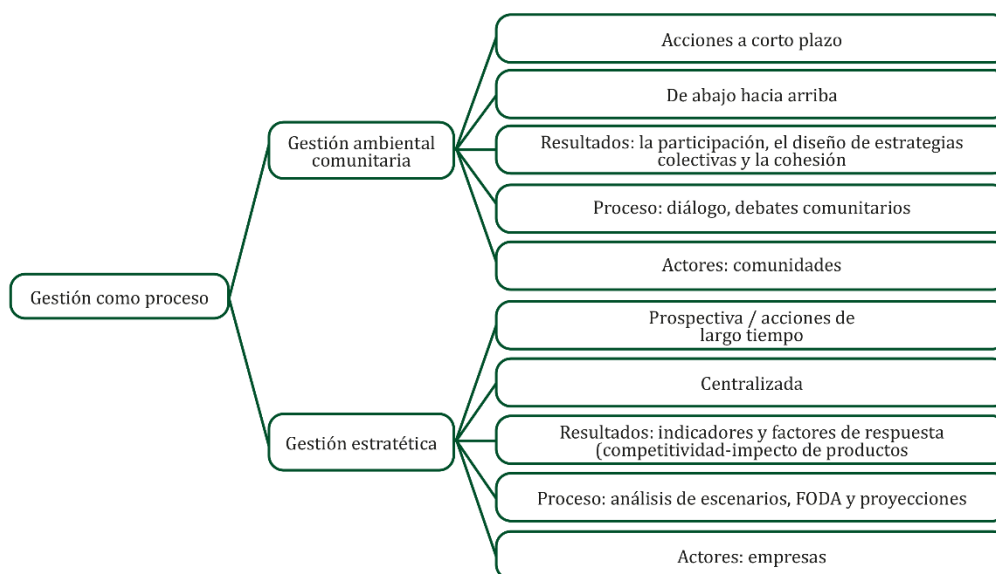 Gestión como proceso
Gestión ambiental
comunitaria
Acciones a corto plazo
De abajo hacia arriba
Resultados: la participación, el diseño de estrategias
colectivas y la cohesión
Proceso: diálogo, debates comunitarios
Actores: comunidades
Gestión estratética
Prospectiva / acciones de
largo tiempo
Centralizada
Resultados: indicadores y factores de respuesta
(competitividad-impecto de productos
Proceso: análisis de escenarios, FODA y proyecciones
Actores: empresas